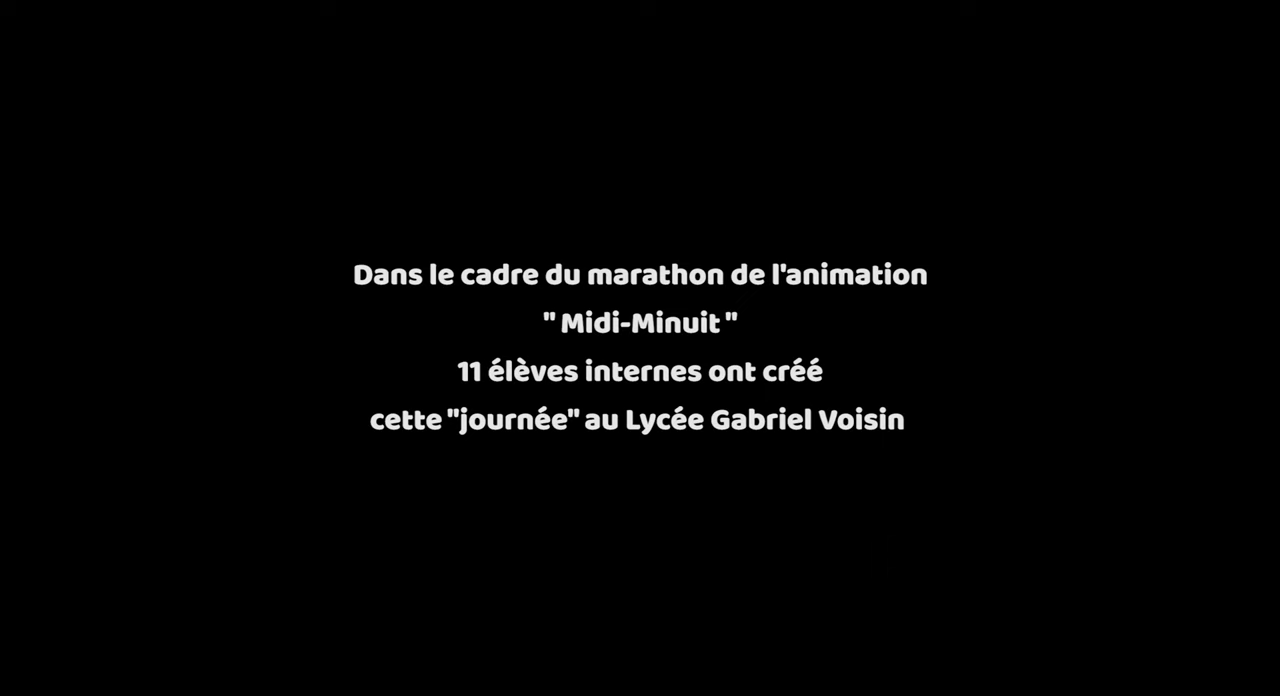 Dans le cadre du marathon de l'animation
" Midi-Minuit "
11 élèves internes ont créé
cette "journée" au Lycée Gabriel Voisin